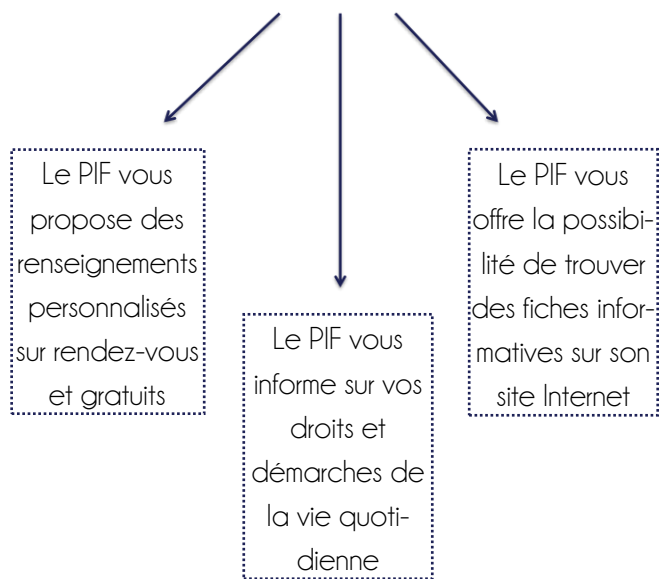 Le PIF vous
propose des
renseignements
personnalisés
sur rendez-vous
et gratuits
Le PIF vous
informe sur vos
droits et
démarches de
la vie quoti-
dienne
Le PIF vous
offre la possibi-
lité de trouver
des fiches infor-
matives sur son
site Internet